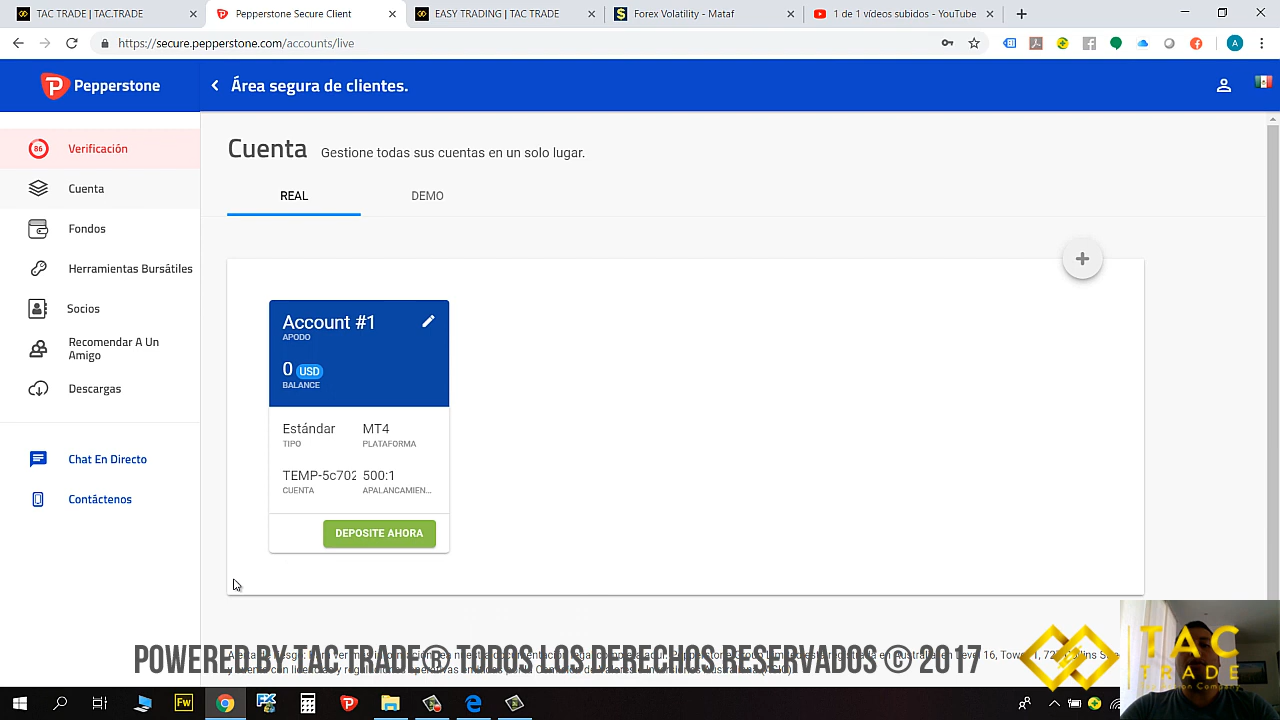 TAC TRADE | TAC.TRADE
Pepperstone Secure Client
EASY TRADING | TAC TRADE
Forex Volatility - Mataf
1 de 1 vídeos subidos - YouTube
https://secure.pepperstone.com/accounts/live
A
Pepperstone
Área segura de clientes.
86
Verificación
Cuenta
Fondos
Herramientas Bursátiles
Socios
Recomendar A Un
Amigo
Descargas
Chat En Directo
Contáctenos
Cuenta
Gestione todas sus cuentas en un solo lugar.
REAL
DEMO
Account #1
APODO
0 USD
BALANCE
Estándar
MT4
TIPO
PLATAFORMA
TEMP-5c702
500:1
CUENTA
APALANCAMIEN...
DEPOSITE AHORA
POWERED BY TAC TRADE® TODOS LOS DERECHOS RESERVADOS © 2017
TAC
TRADE
Company
Fw